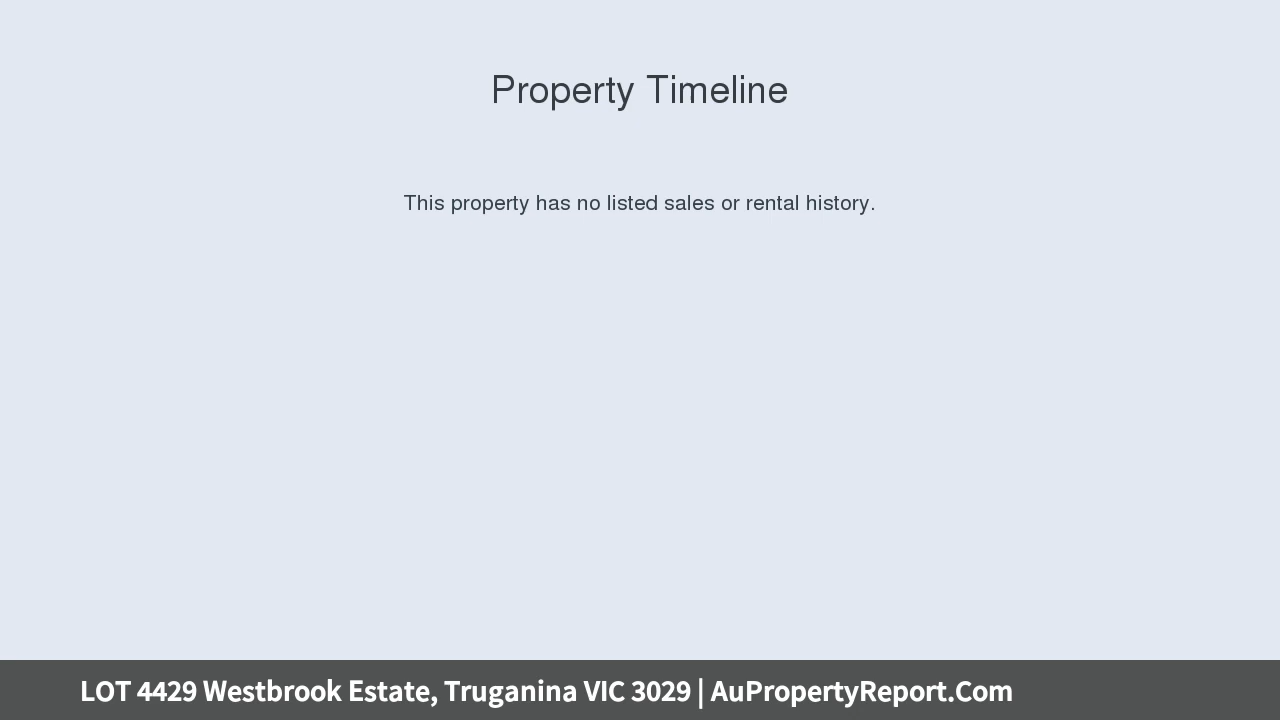 Property Timeline
This property has no listed sales or rental history.
LOT 4429 Westbrook Estate, Truganina VIC 3029 | AuPropertyReport.Com